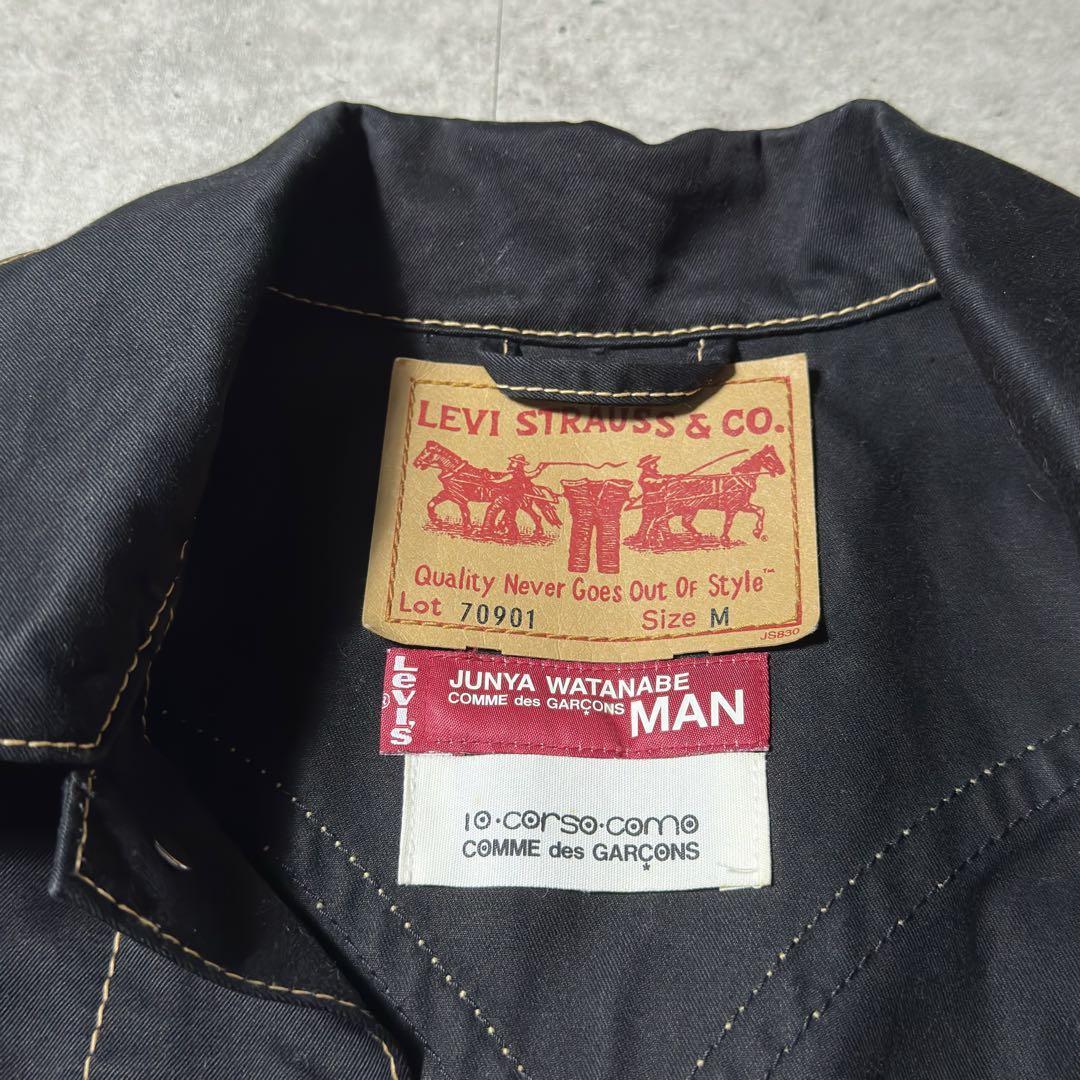 LEVI STRAUSS & CO.
®
Quality Never Goes Out Of Style™
Lot 70901 Size M
JS830
Levi's
®
JUNYA WATANABE
COMME des GARÇONS MAN
10·corso·como
COMME des GARÇONS